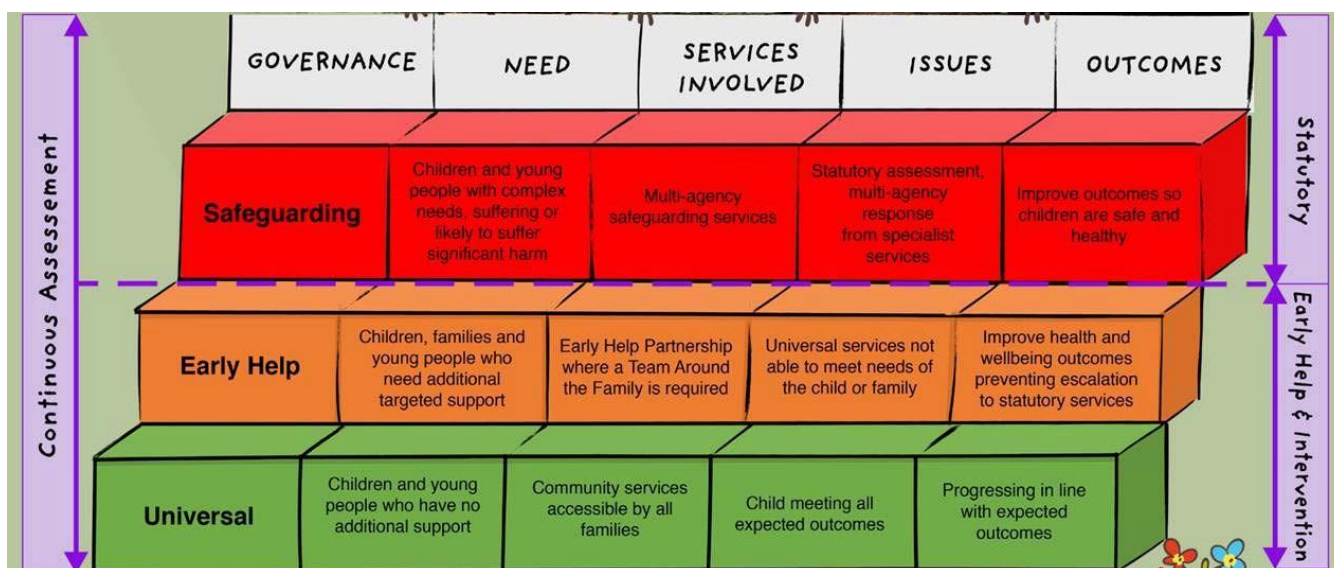 Continuous Assessement
GOVERNANCE
NEED
SERVICES
INVOLVED
ISSUES
OUTCOMES
Statutory
Safeguarding
Children and young
people with complex
needs, suffering or
likely to suffer
significant harm
Multi-agency
safeguarding services
Statutory assessment,
multi-agency
response
from specialist
services
Improve outcomes so
children are safe and
healthy
Early Help
Children, families and
young people who
need additional
targeted support
Early Help Partnership
where a Team Around
the Family is required
Universal services not
able to meet needs of
the child or family
Improve health and
wellbeing outcomes
preventing escalation
to statutory services
Early Help & Intervention
Universal
Children and young
people who have no
additional support
Community services
accessible by all
families
Child meeting all
expected outcomes
Progressing in line
with expected
outcomes